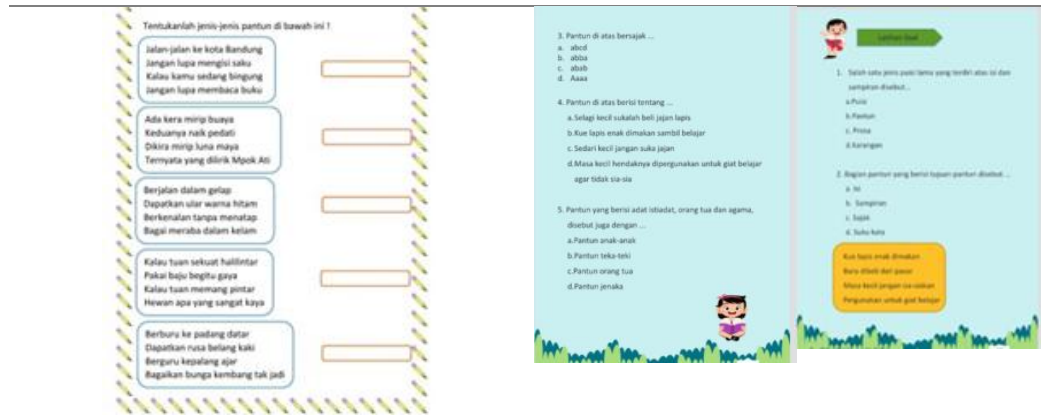 Tentukanlah jenis-jenis pantun di bawah ini !
Jalan-jalan ke kota Bandung
Jangan lupa mengisi saku
Kalau kamu sedang bingung
Jangan lupa membaca buku
Ada kera mirip buaya
Keduanya naik pedati
Dikira mirip luna maya
Ternyata yang dilirik Mpok Ati
Berjalan dalam gelap
Dapatkan ular warna hitam
Berkenalan tanpa menatap
Bagai meraba dalam kelam
Kalau tuan sekuat halilintar
Pakai baju begitu gaya
Kalau tuan memang pintar
Hewan apa yang sangat kaya
Berburu ke padang datar
Dapatkan rusa belang kaki
Berguru kepalang ajar
Bagaikan bunga kembang tak jadi
3. Pantun di atas bersajak ...
a. abcd
b. abba
c. abab
d. Aaaa
4. Pantun di atas berisi tentang ...
a. Selagi kecil sukalah beli jajan lapis
b. Kue lapis enak dimakan sambil belajar
c. Sedari kecil jangan suka jajan
d. Masa kecil hendaknya dipergunakan untuk giat belajar
agar tidak sia-sia
5. Pantun yang berisi adat istiadat, orang tua dan agama,
disebut juga dengan ...
a. Pantun anak-anak
b. Pantun teka-teki
c. Pantun orang tua
d. Pantun jenaka
Latihan Soal
1. Salah satu jenis puisi lama yang terdiri atas isi dan
sampiran disebut...
a. Puisi
b. Pantun
c. Prosa
d. Karangan
2. Bagian pantun yang berisi tujuan pantun disebut ...
a. Isi
b. Sampiran
c. Sajak
d. Suku kata
Kue lapis enak dimakan
Baru dibeli dari pasar
Masa kecil jangan sia-siakan
Pergunakan untuk giat belajar